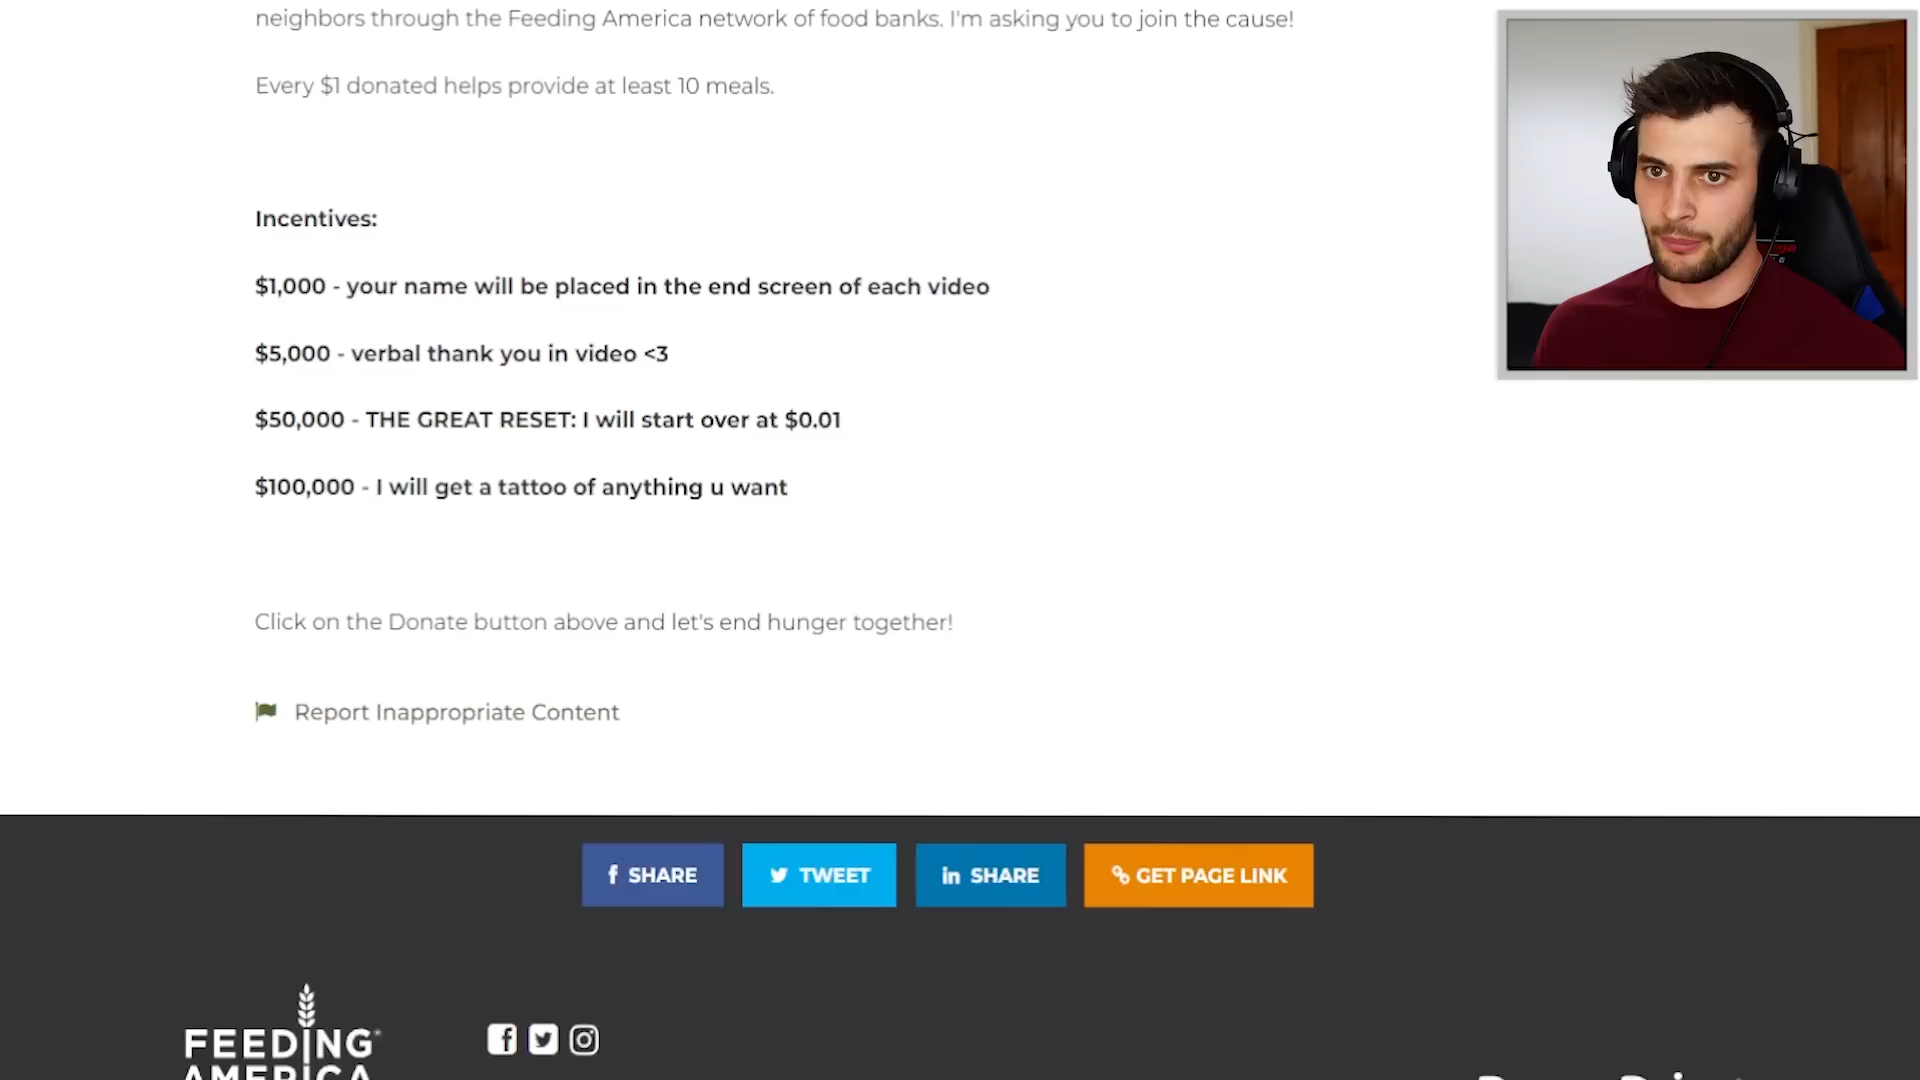 neighbors through the Feeding America network of food banks. I'm asking you to join the cause!
Every $1 donated helps provide at least 10 meals.
Incentives:
$1,000 - your name will be placed in the end screen of each video
$5,000 - verbal thank you in video <3
$50,000 - THE GREAT RESET: I will start over at $0.01
$100,000 - I will get a tattoo of anything u want
Click on the Donate button above and let's end hunger together!
Report Inappropriate Content
f SHARE
TWEET
in SHARE
GET PAGE LINK
FEEDING
AMERICA